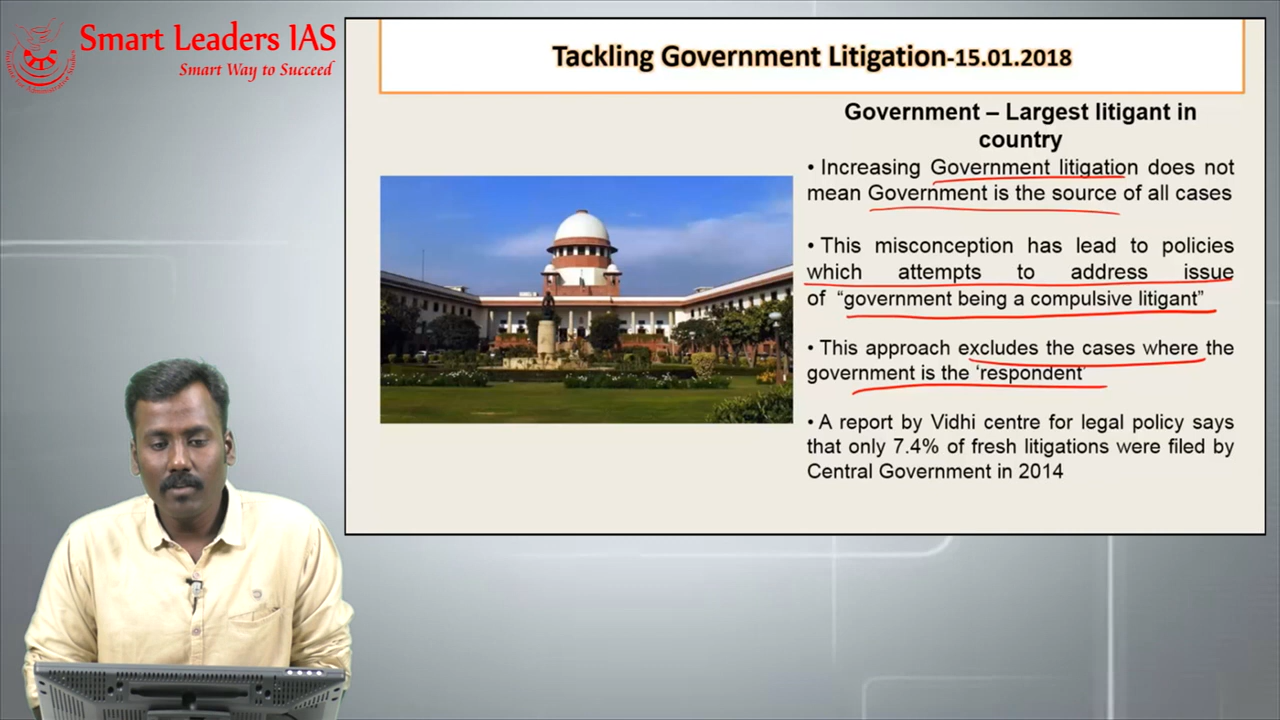 Smart Leaders IAS
Smart Way to Succeed
Tackling Government Litigation-15.01.2018
Government – Largest litigant in
country
• Increasing Government litigation does not
mean Government is the source of all cases
• This misconception has lead to policies
which attempts to address issue
of “government being a compulsive litigant”
• This approach excludes the cases where the
government is the ‘respondent’
• A report by Vidhi centre for legal policy says
that only 7.4% of fresh litigations were filed by
Central Government in 2014